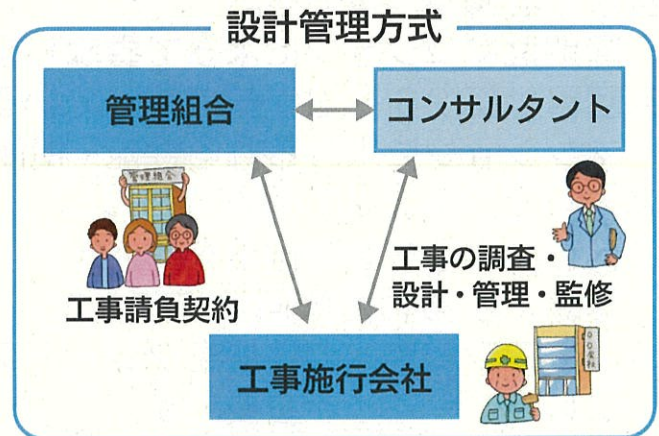 設計管理方式
管理組合
コンサルタント
管理組合
工事の調査・
設計・管理・監修
工事請負契約
工事施行会社